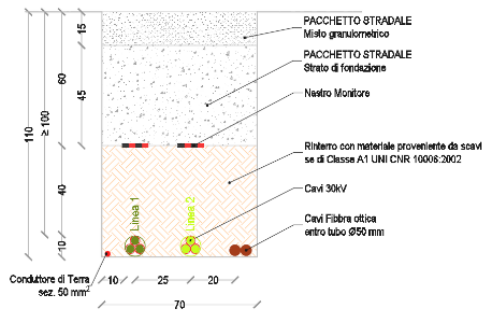 PACCHETTO STRADALE
Misto granulometrico
PACCHETTO STRADALE
Strato di fondazione
Nastro Monitore
Rinterro con materiale proveniente da scavi
se di Classe A1 UNI CNR 10006:2002
Cavi 30kV
Cavi Fibbra ottica
entro tubo Ø50 mm
Conduttore di Terra
sez. 50 mm²
Linea 1
Linea 2
110
≥ 100
15
60
45
40
10
10
25
20
70